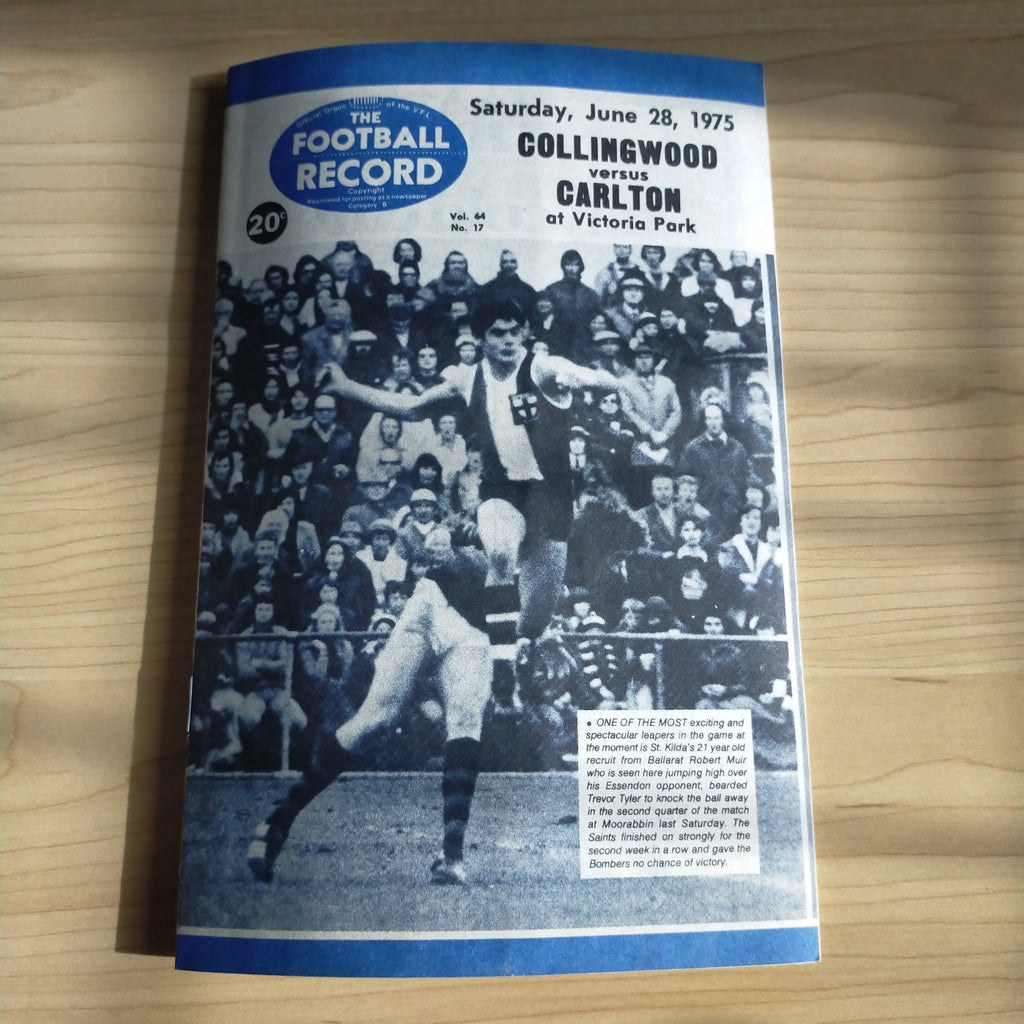 Official Organ of the V.F.L.
THE
FOOTBALL
RECORD
Copyright
Registered for posting as a newspaper
Category B
20c
Saturday, June 28, 1975
COLLINGWOOD
versus
CARLTON
at Victoria Park
Vol. 64
No. 17
• ONE OF THE MOST exciting and
spectacular leapers in the game at
the moment is St. Kilda's 21 year old
recruit from Ballarat Robert Muir
who is seen here jumping high over
his Essendon opponent, bearded
Trevor Tyler to knock the ball away
in the second quarter of the match
at Moorabbin last Saturday. The
Saints finished on strongly for the
second week in a row and gave the
Bombers no chance of victory.